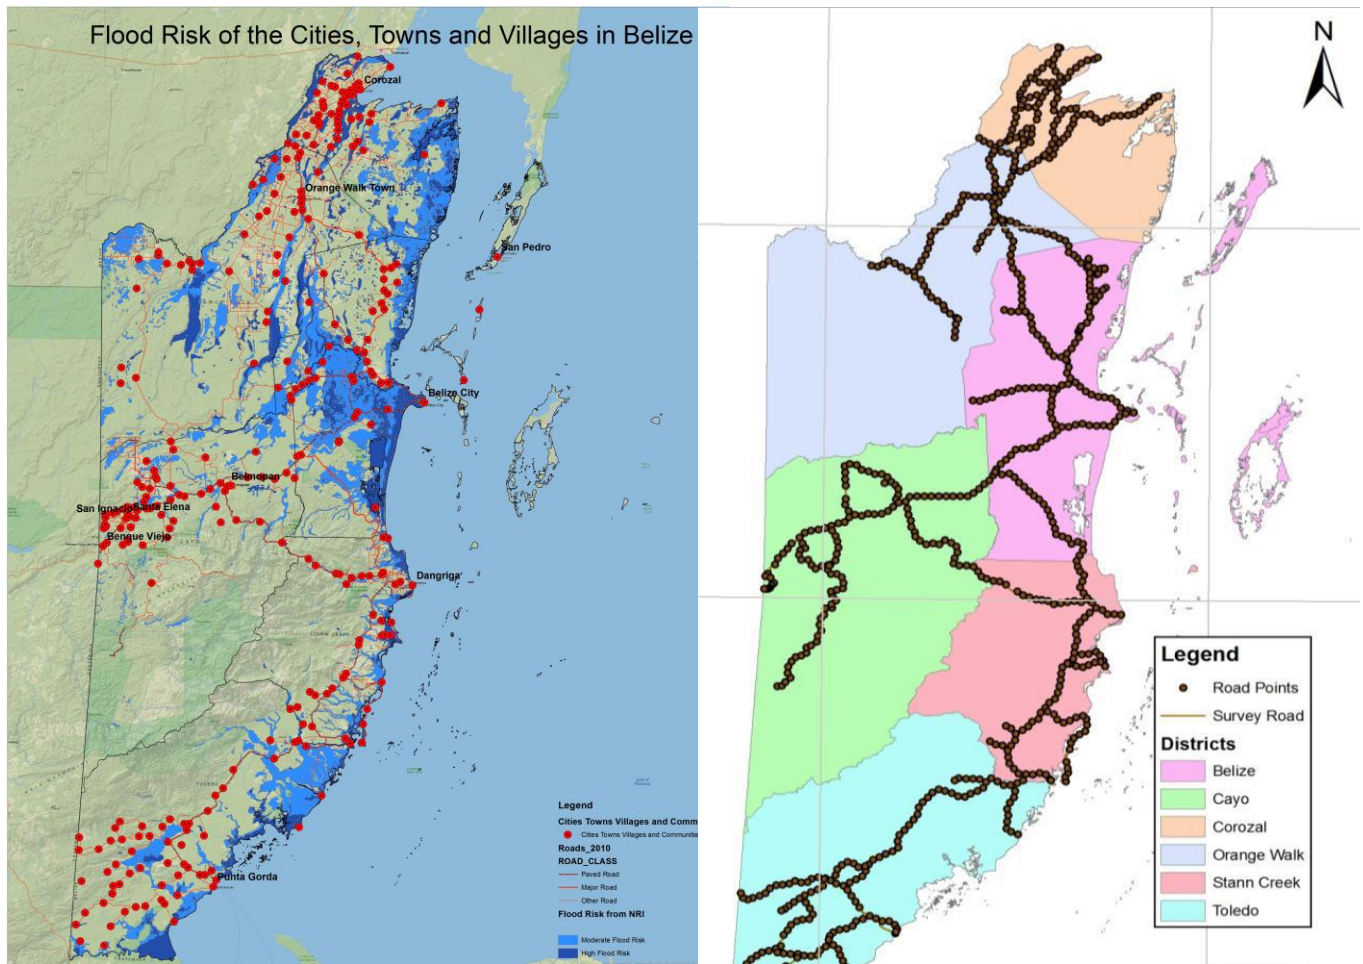 Flood Risk of the Cities, Towns and Villages in Belize
Corozal
Orange Walk Town
San Pedro
Belize City
Belmopan
San Ignacio
Santa Elena
Benque Viejo
Dangriga
Punta Gorda
Legend
Cities Towns Villages and Comm
Cities Towns Villages and Communitie
Roads_2010
ROAD_CLASS
Paved Road
Major Road
Other Road
Flood Risk from NRI
Moderate Flood Risk
High Flood Risk
N
Legend
Road Points
Survey Road
Districts
Belize
Cayo
Corozal
Orange Walk
Stann Creek
Toledo